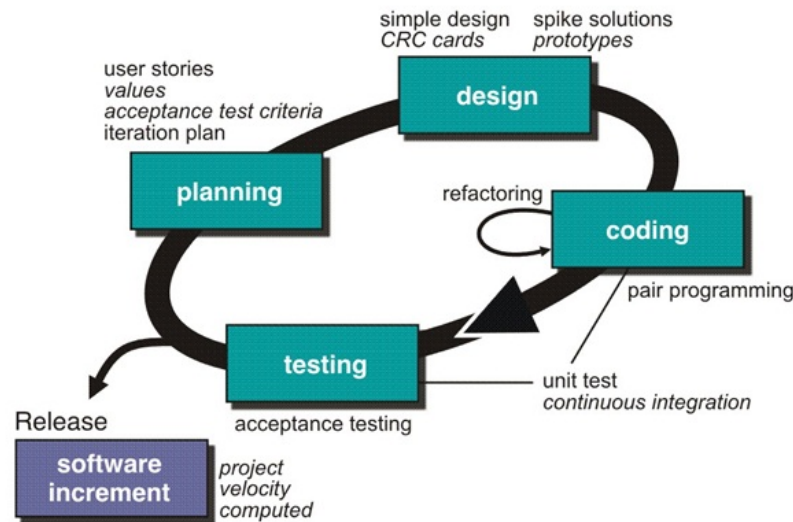 simple design
CRC cards
spike solutions
prototypes
user stories
values
acceptance test criteria
iteration plan
design
planning
refactoring
coding
pair programming
testing
unit test
continuous integration
acceptance testing
Release
software
increment
project
velocity
computed